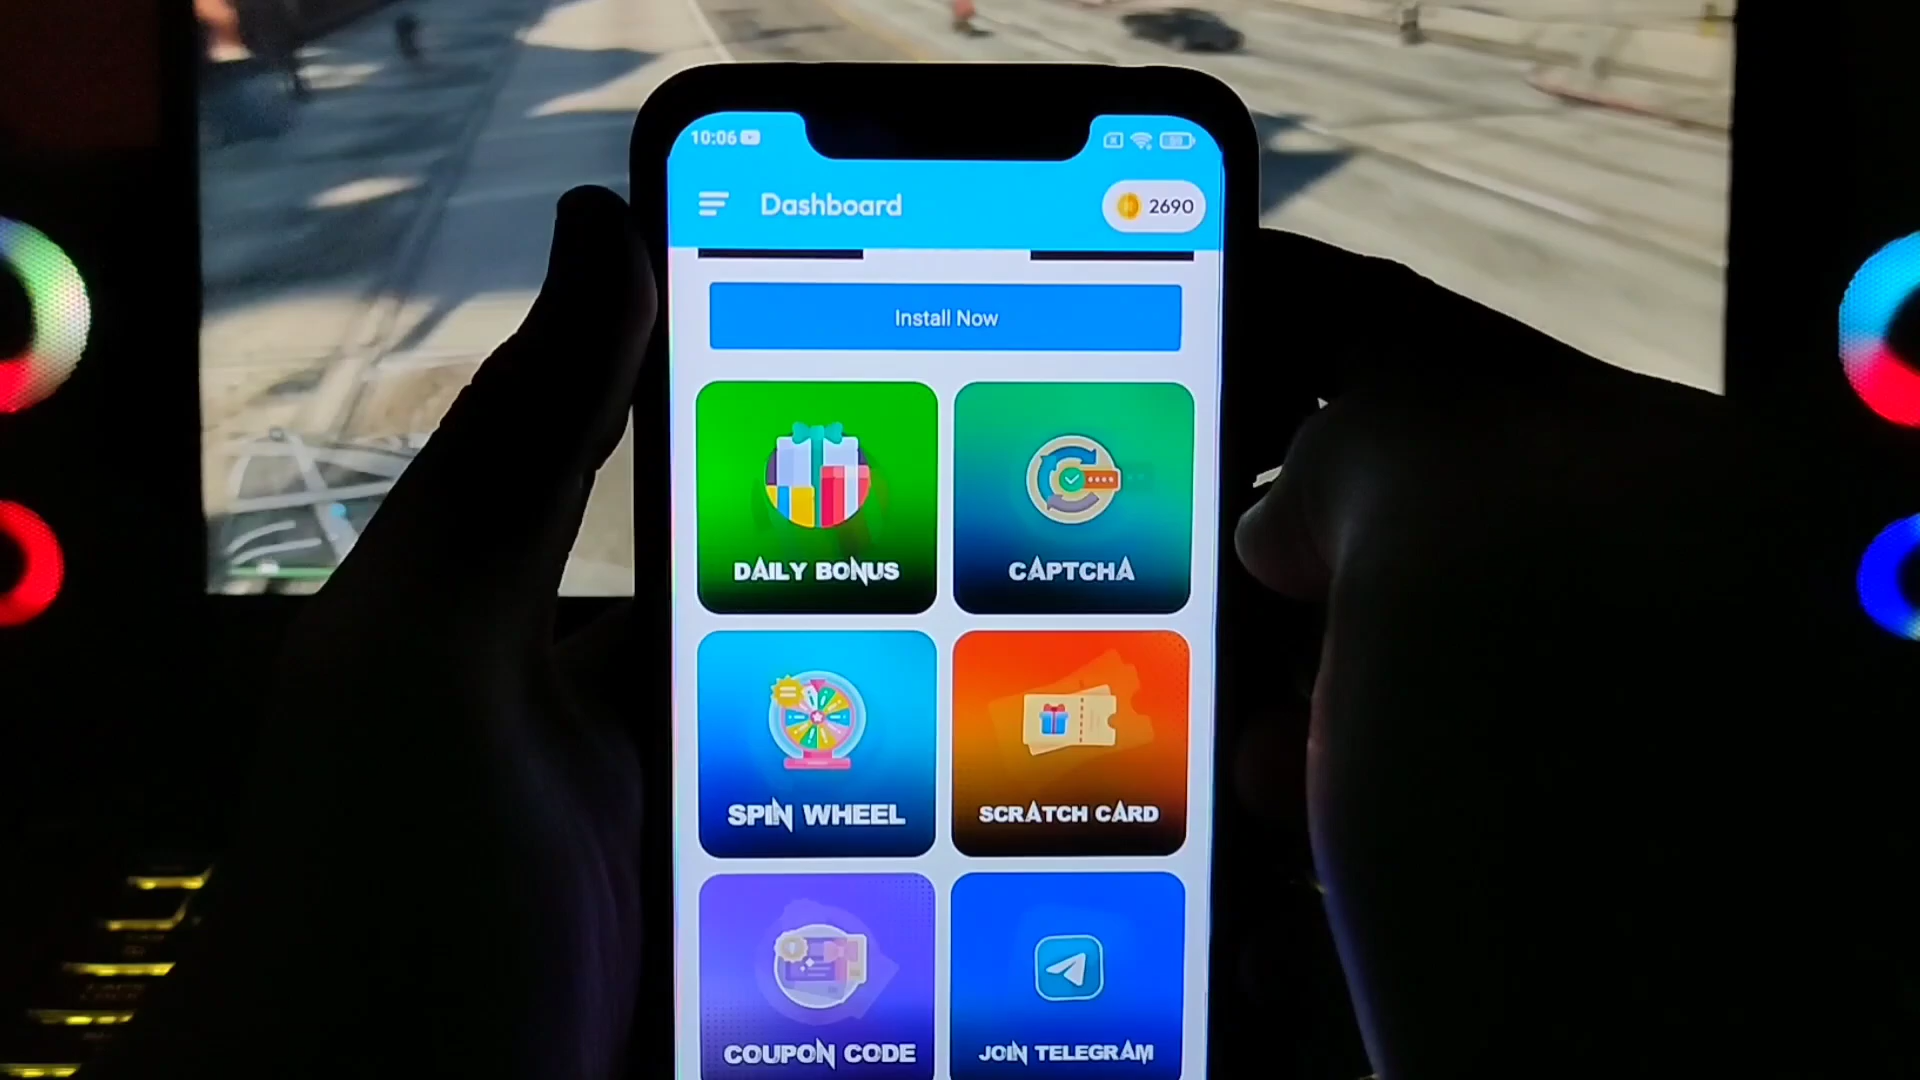 10:06
Dashboard
2690
Install Now
DAILY BONUS
CAPTCHA
SPIN WHEEL
SCRATCH CARD
COUPON CODE
JOIN TELEGRAM